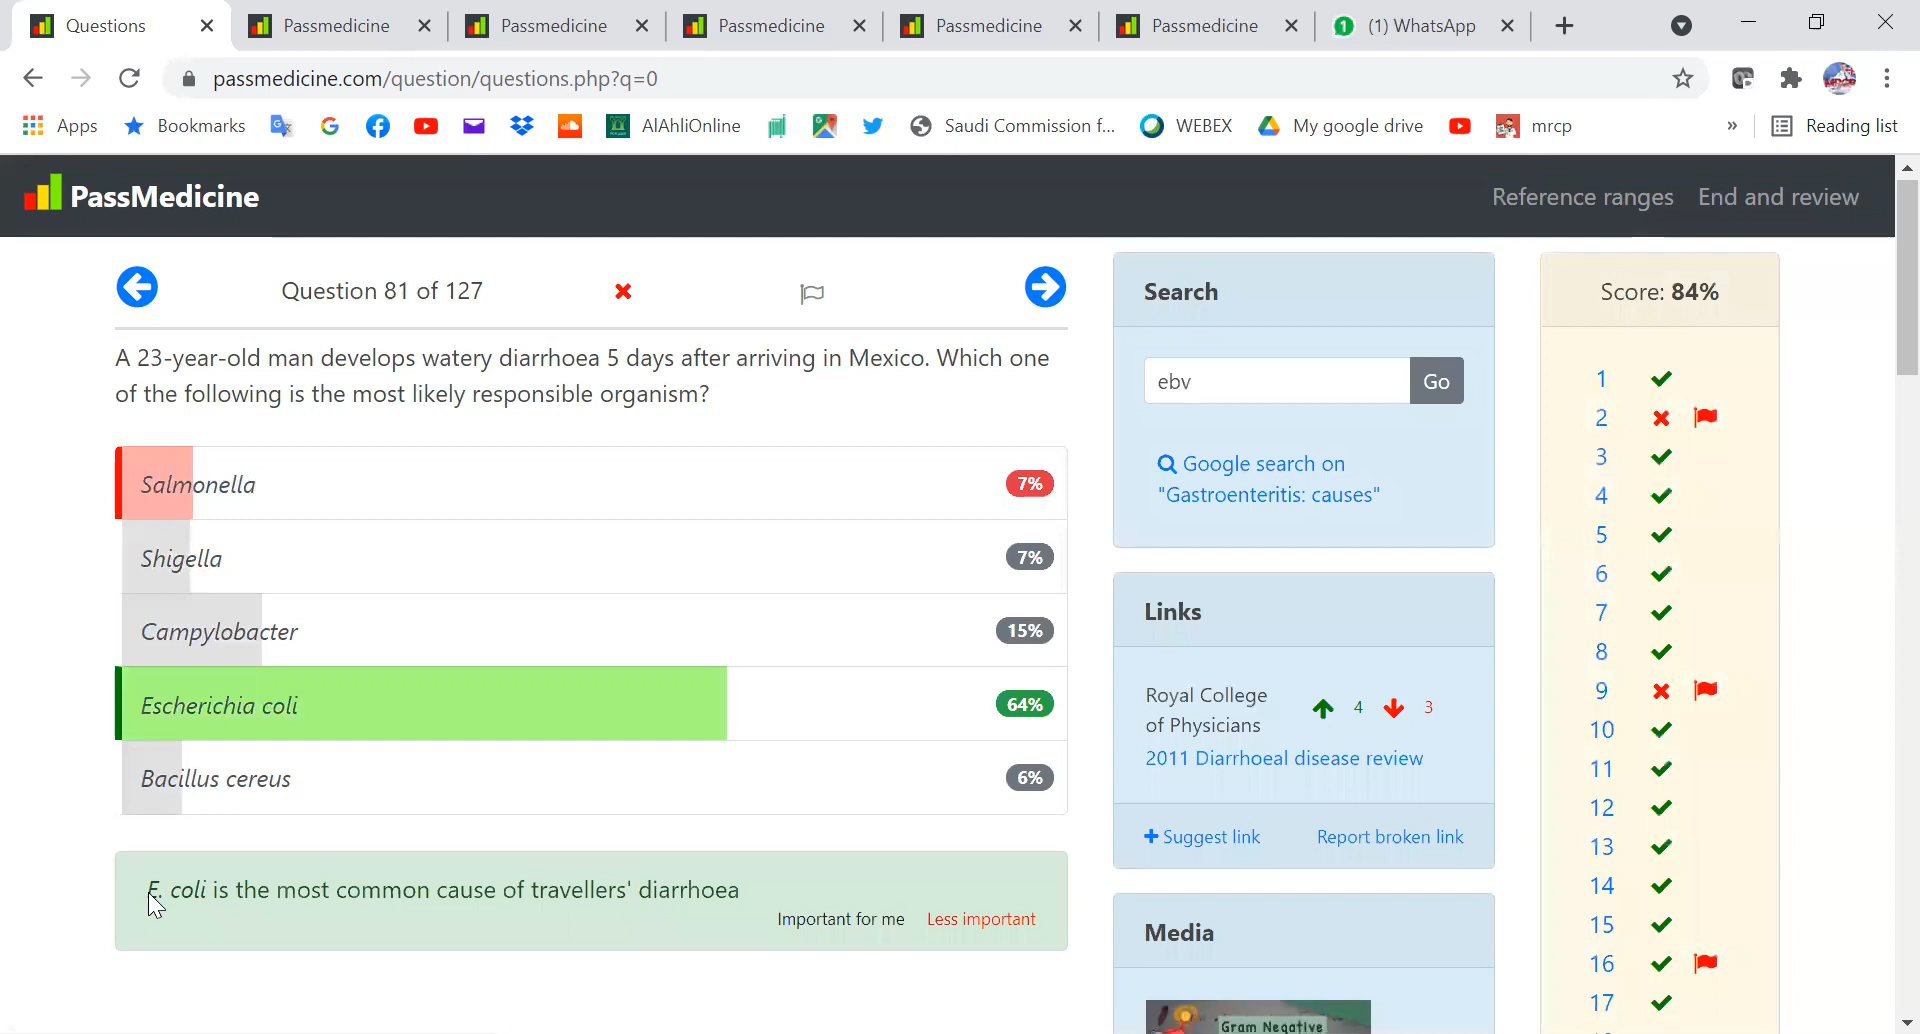 Questions
Passmedicine
Passmedicine
Passmedicine
Passmedicine
Passmedicine
1
(1) WhatsApp
passmedicine.com/question/questions.php?q=0
Apps
Bookmarks
AlAhliOnline
Saudi Commission f...
WEBEX
My google drive
mrcp
»
Reading list
PassMedicine
Reference ranges
End and review
Question 81 of 127
A 23-year-old man develops watery diarrhoea 5 days after arriving in Mexico. Which one
of the following is the most likely responsible organism?
Salmonella 7%
Shigella 7%
Campylobacter 15%
Escherichia coli 64%
Bacillus cereus 6%
E. coli is the most common cause of travellers' diarrhoea
Important for me Less important
Search
ebv
Go
Google search on
"Gastroenteritis: causes"
Links
Royal College
of Physicians
4 3
2011 Diarrhoeal disease review
Suggest link
Report broken link
Media
Gram Negative
Score: 84%
1
2
3
4
5
6
7
8
9
10
11
12
13
14
15
16
17